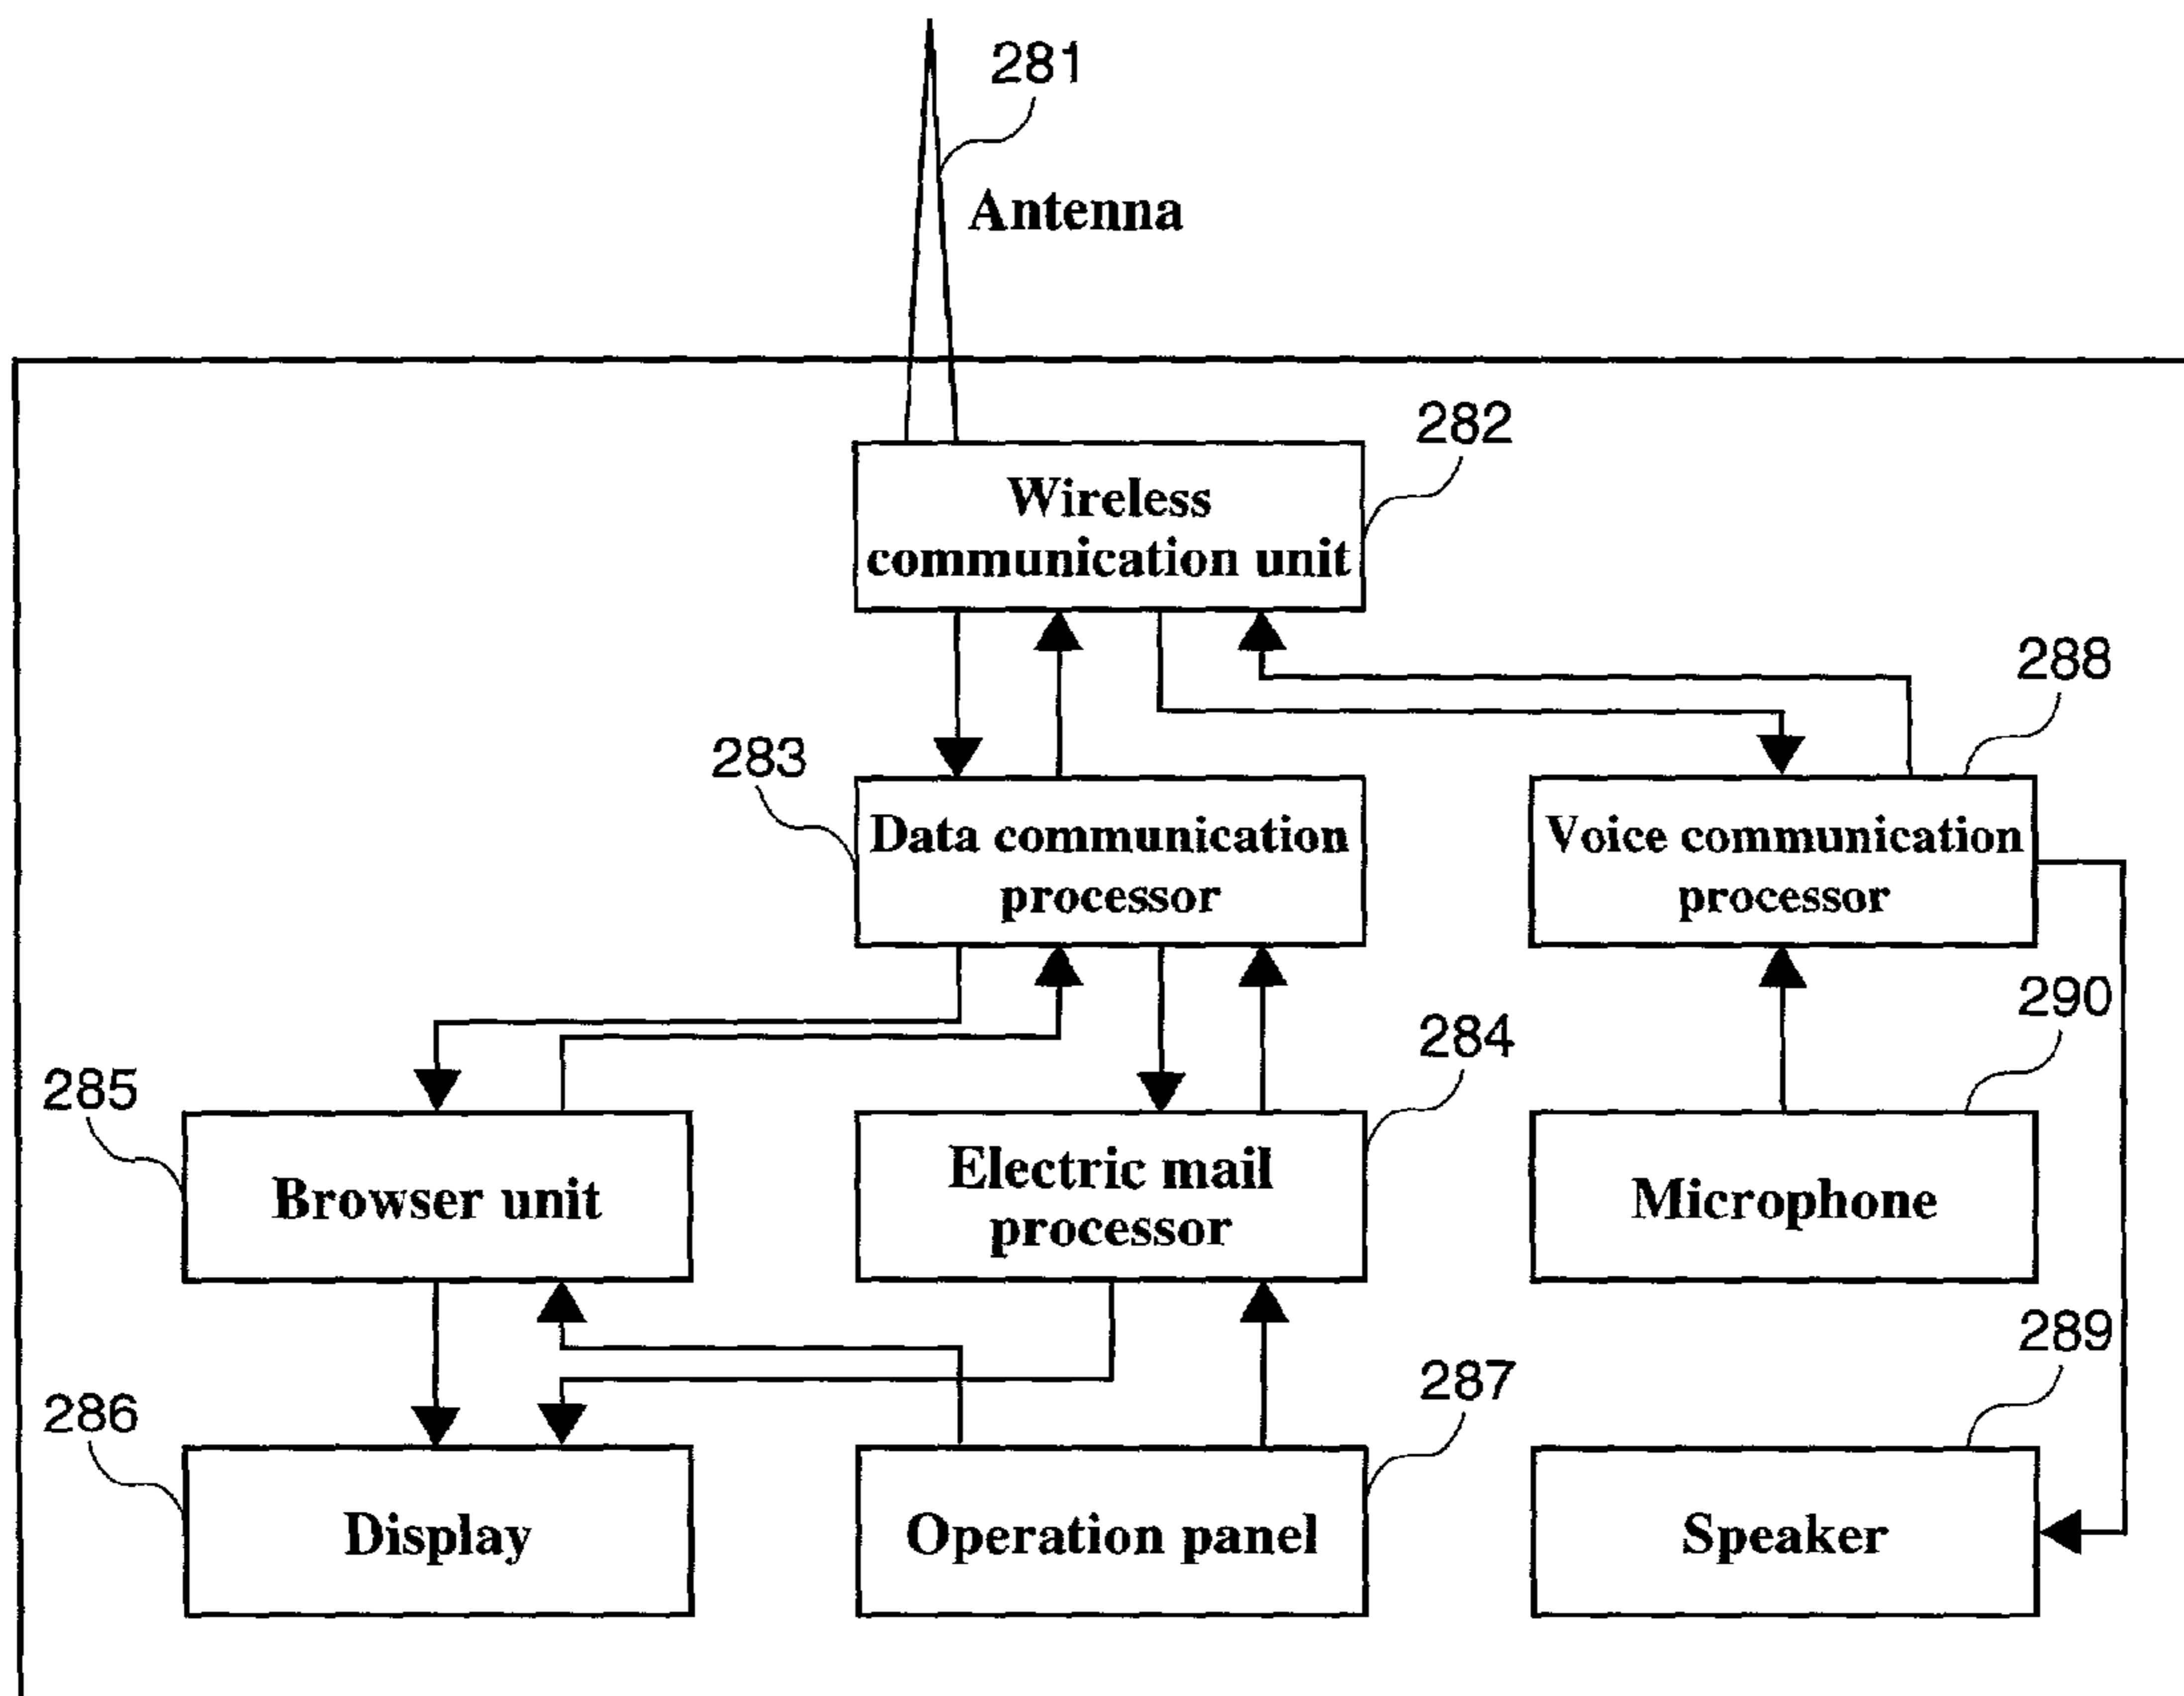 281
Antenna
282
Wireless
communication unit
288
283
Data communication
processor
Voice communication
processor
290
284
285
Browser unit
Electric mail
processor
Microphone
289
287
286
Display
Operation panel
Speaker